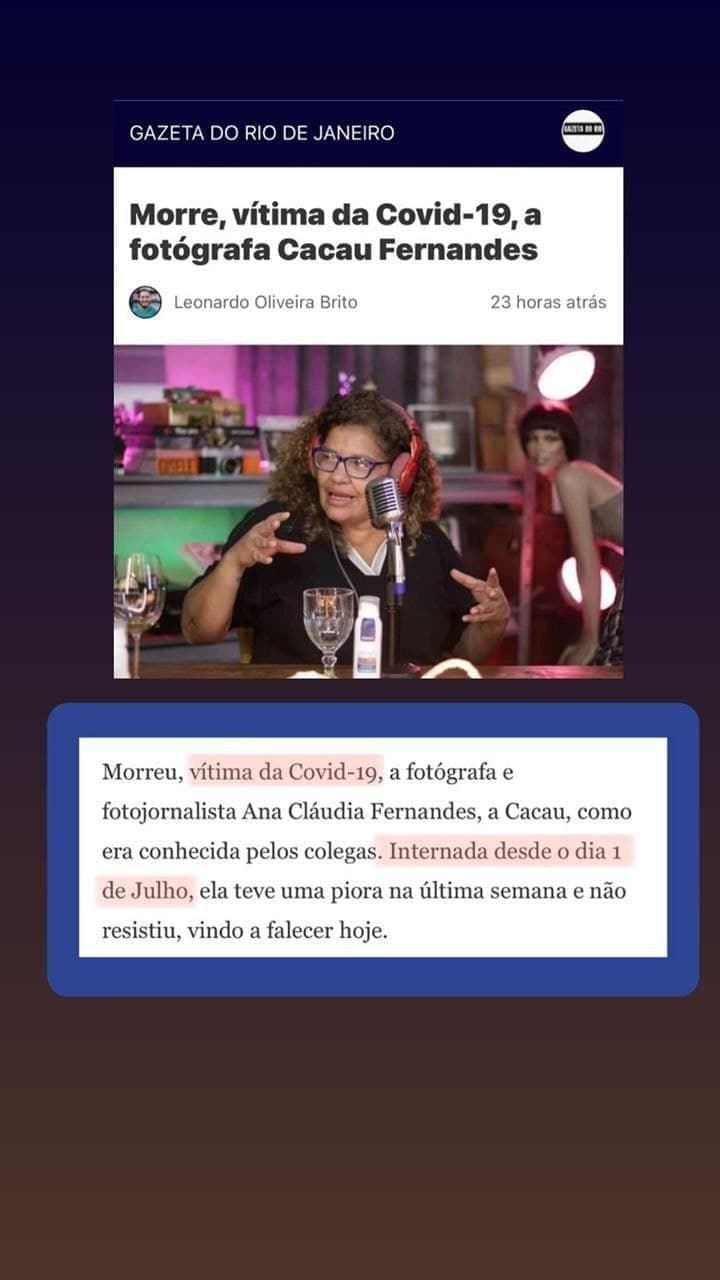 GAZETA DO RIO DE JANEIRO
GAZETA DO RIO
Morre, vítima da Covid-19, a
fotógrafa Cacau Fernandes
Leonardo Oliveira Brito
23 horas atrás
Morreu, vítima da Covid-19, a fotógrafa e
fotojornalista Ana Cláudia Fernandes, a Cacau, como
era conhecida pelos colegas. Internada desde o dia 1
de Julho, ela teve uma piora na última semana e não
resistiu, vindo a falecer hoje.